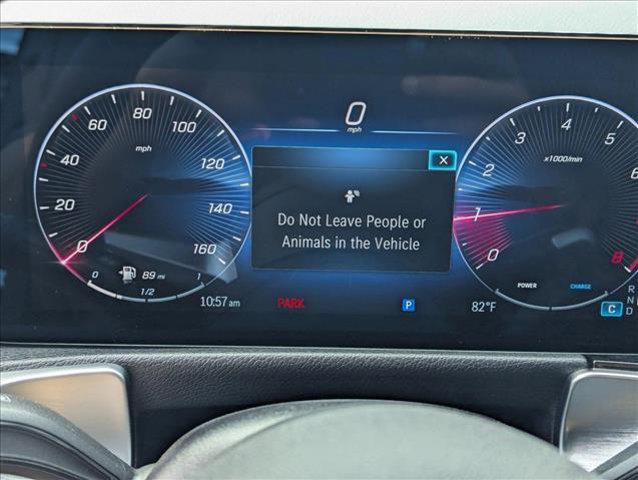 0
mph
0
20
40
60
80
100
120
140
160
mph
0
1/2
1
89 mi
10:57 am
X
Do Not Leave People or
Animals in the Vehicle
PARK
P
82°F
0
1
2
3
4
5
6
8
x1000/min
POWER
CHARGE
R
N
D
C